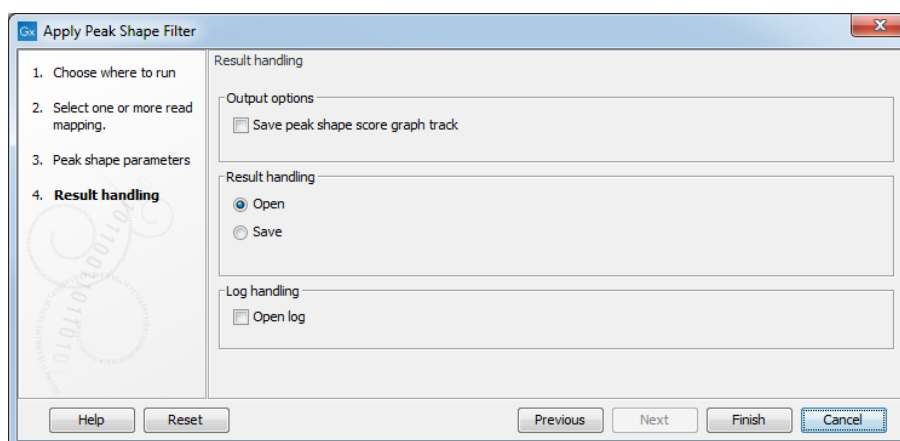 Gx Apply Peak Shape Filter
1. Choose where to run
2. Select one or more read
mapping.
3. Peak shape parameters
4. Result handling
Result handling
Output options
Save peak shape score graph track
Result handling
Open
Save
Log handling
Open log
Help Reset Previous Next Finish Cancel